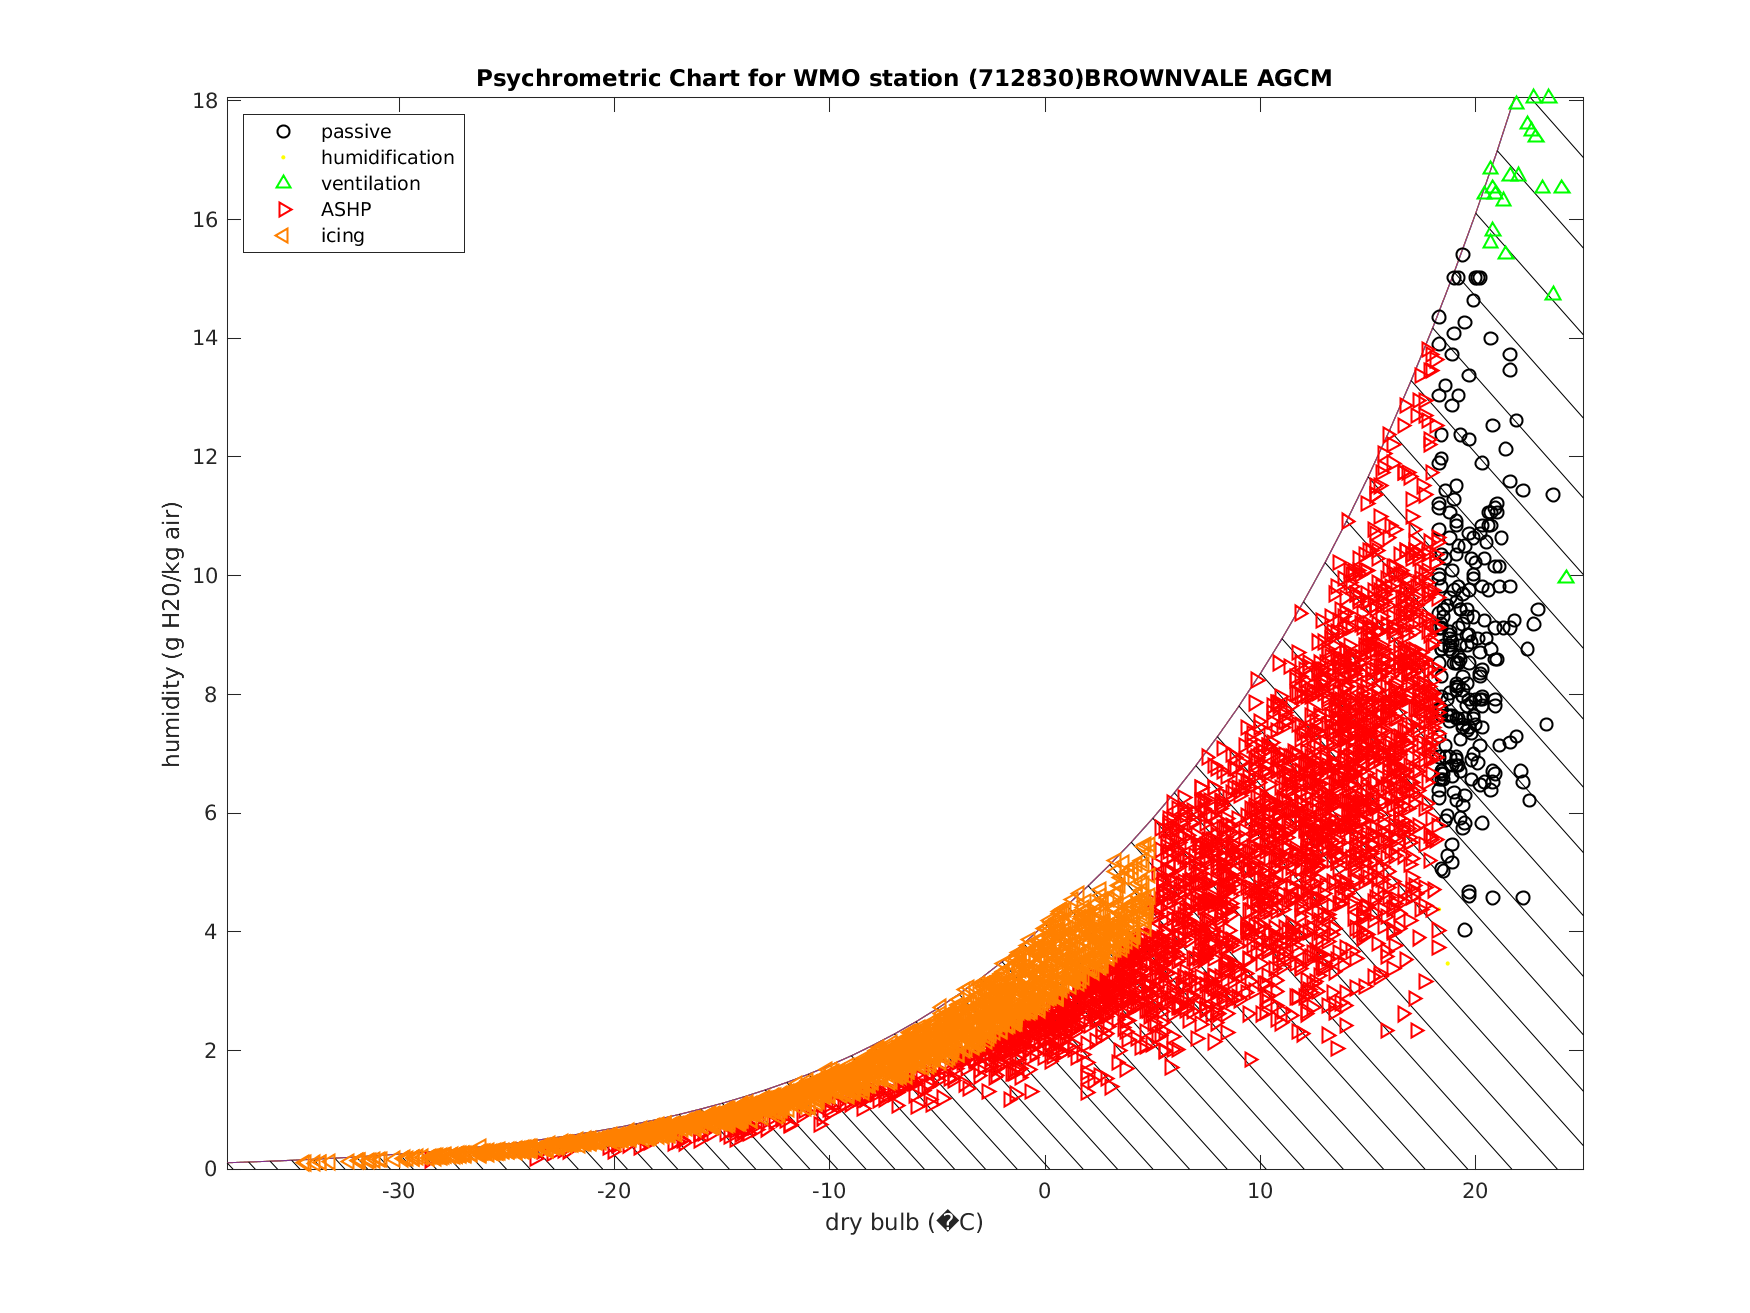 Psychrometric Chart for WMO station (712830)BROWNVALE AGCM
18
16
14
12
10
8
6
4
2
0
humidity (g H20/kg air)
passive
humidification
ventilation
ASHP
icing
-30
-20
-10
0
10
20
dry bulb (�C)